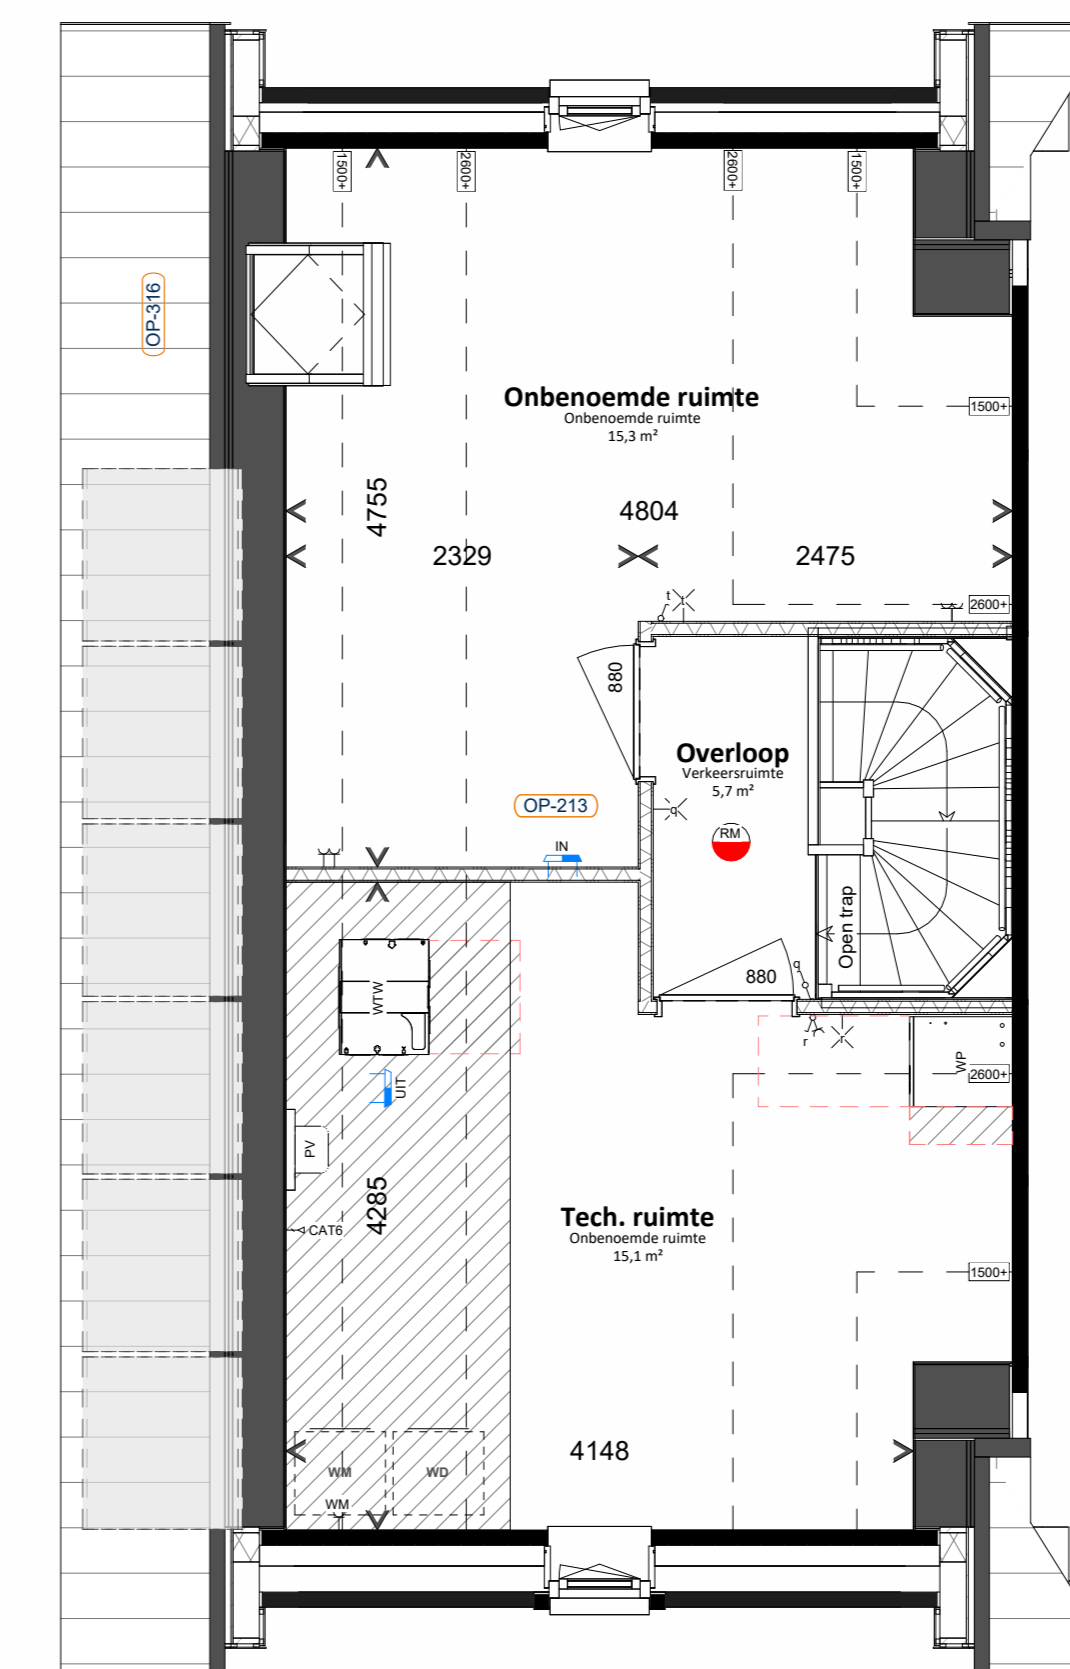 1500+
2600+
2600+
1500+
OP-316
Onbenoemde ruimte
Onbenoemde ruimte
15,3 m²
1500+
4755
4804
2329
2475
2600+
t
t
880
Overloop
Verkeersruimte
5,7 m²
OP-213
q
RM
IN
Open trap
880
q
WTW
r
r
WP
2600+
UIT
PV
4285
CAT6
Tech. ruimte
Onbenoemde ruimte
15,1 m²
1500+
4148
WM
WD
WM